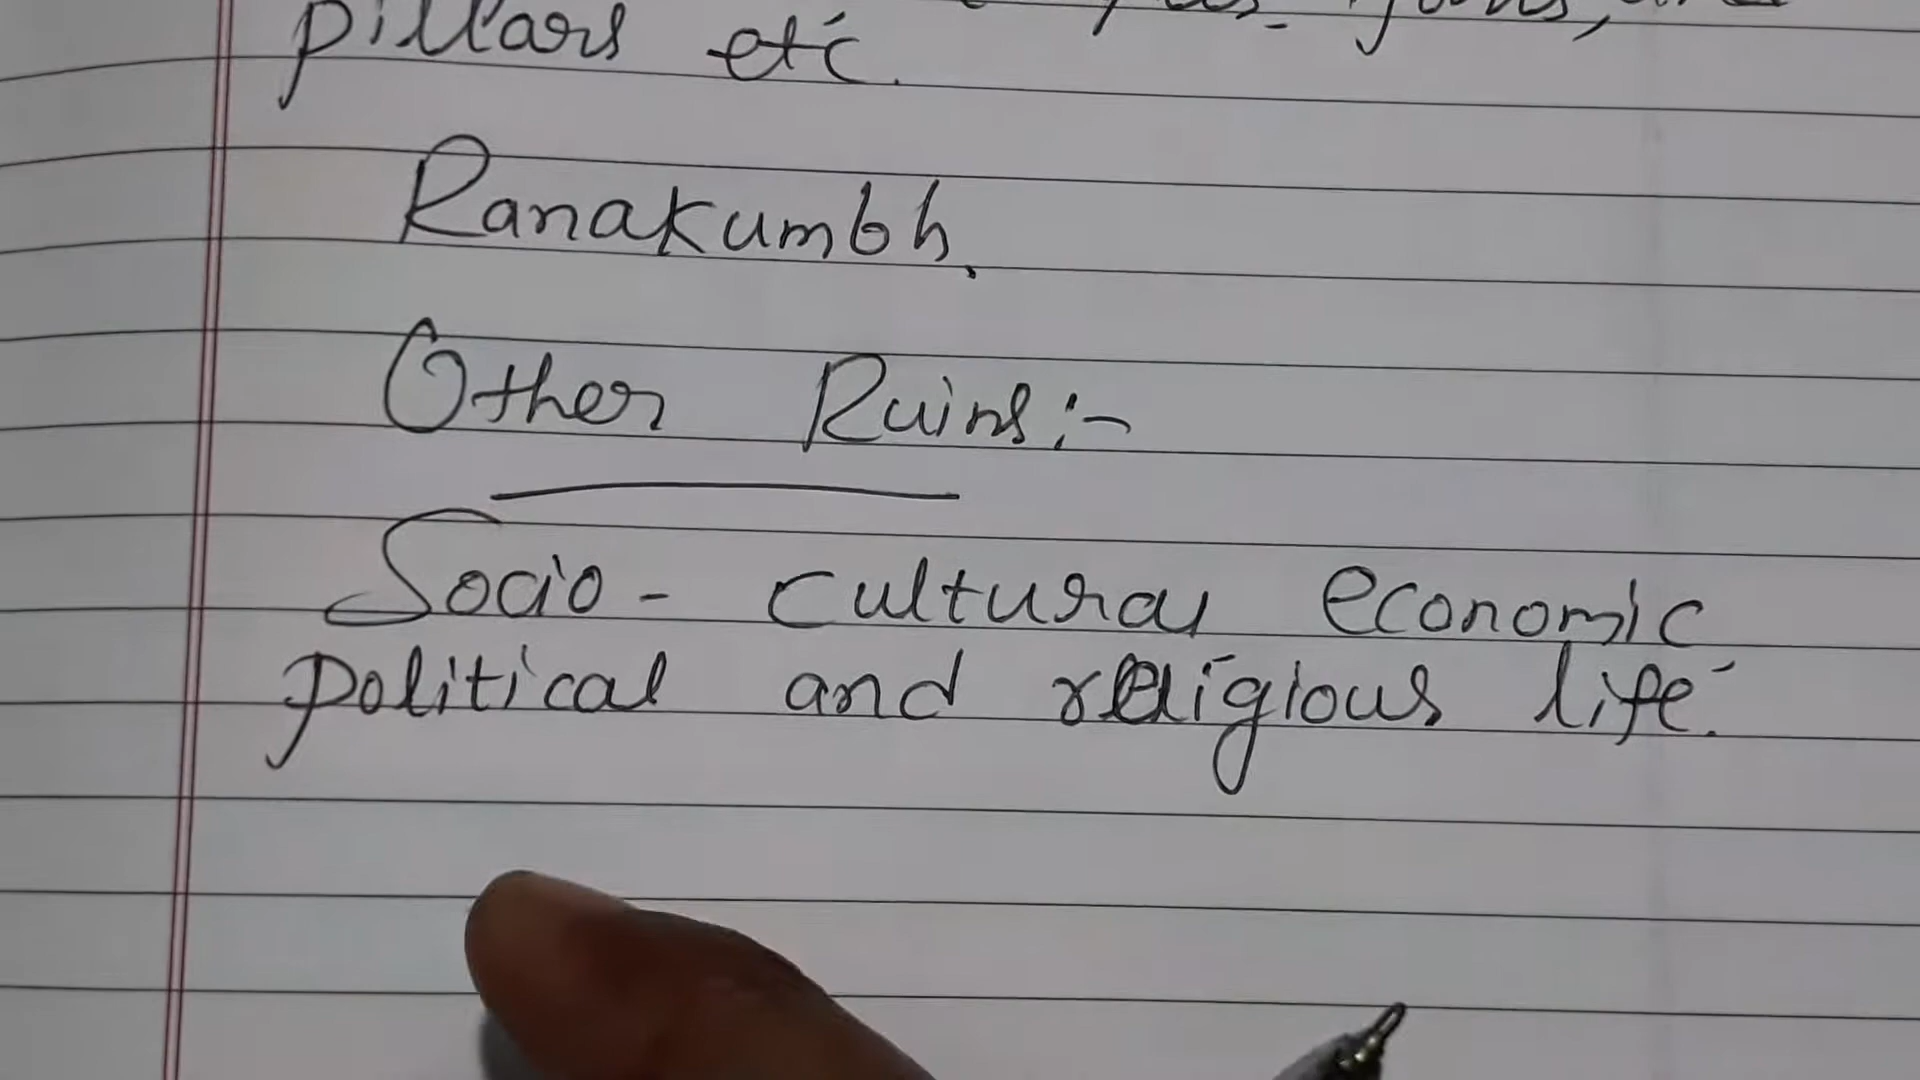 pillars etc.
Ranakumbh.
Other Ruins:-
Socio - cultural economic
political and religious life.